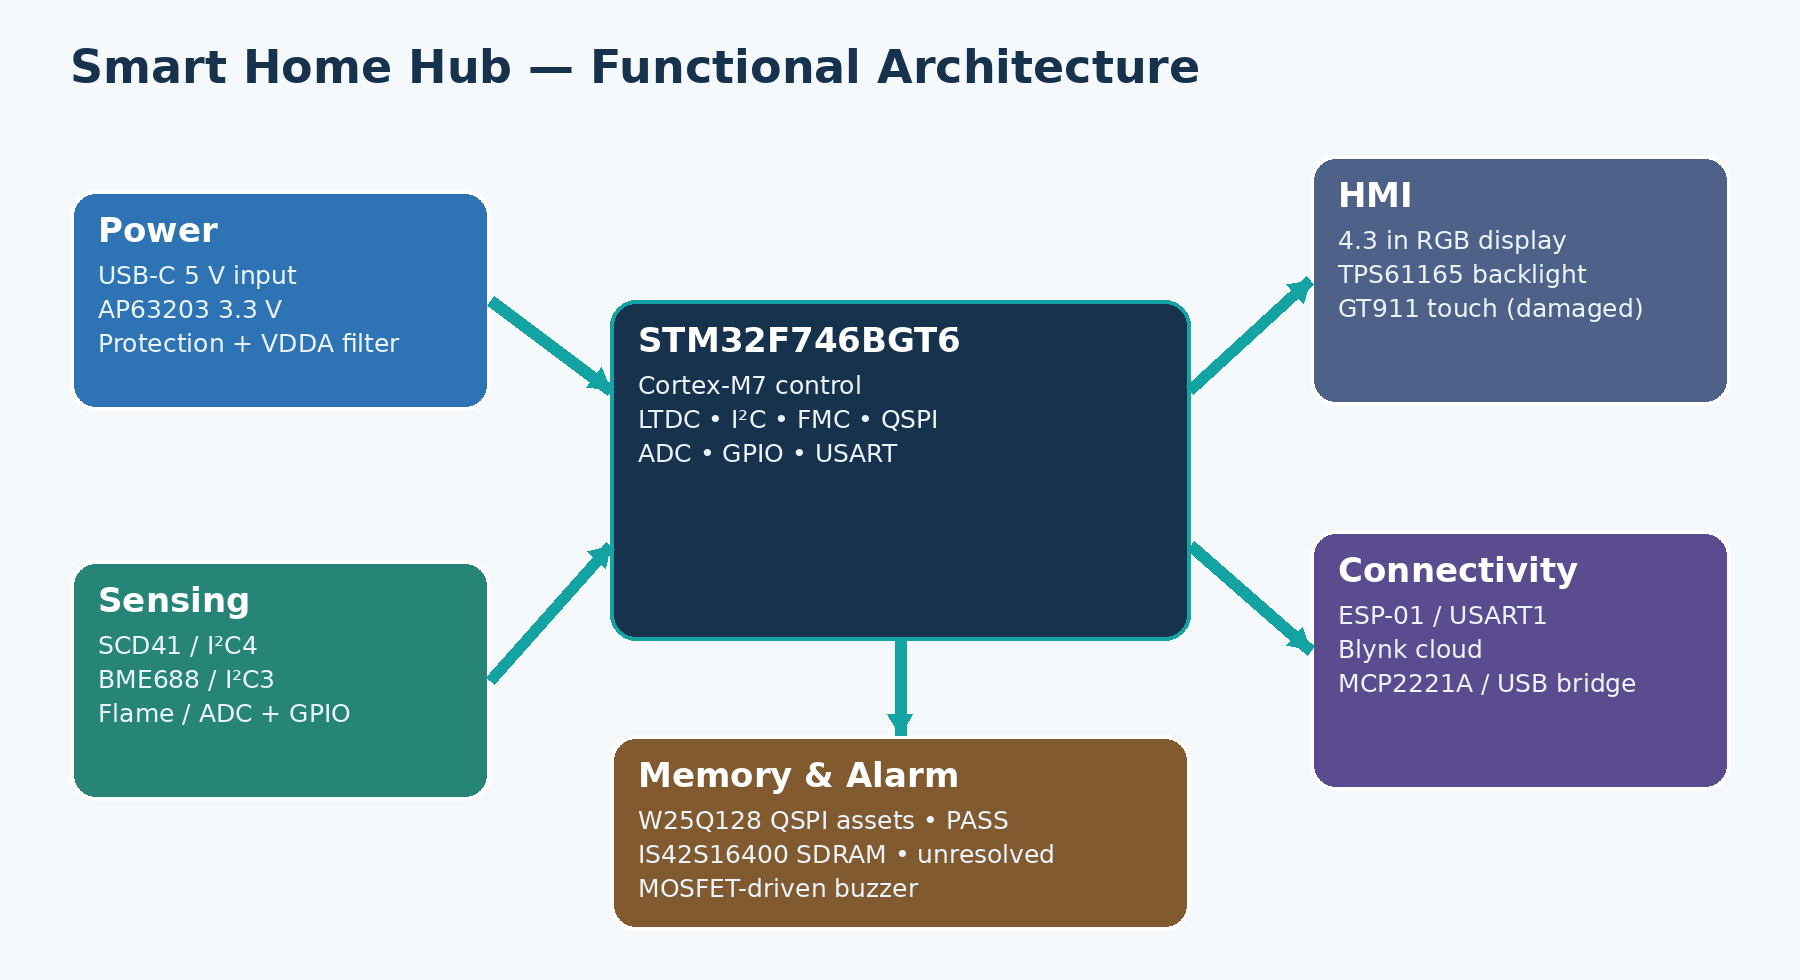 Smart Home Hub — Functional Architecture
Power
USB-C 5 V input
AP63203 3.3 V
Protection + VDDA filter
Sensing
SCD41 / I²C4
BME688 / I²C3
Flame / ADC + GPIO
STM32F746BGT6
Cortex-M7 control
LTDC • I²C • FMC • QSPI
ADC • GPIO • USART
Memory & Alarm
W25Q128 QSPI assets • PASS
IS42S16400 SDRAM • unresolved
MOSFET-driven buzzer
HMI
4.3 in RGB display
TPS61165 backlight
GT911 touch (damaged)
Connectivity
ESP-01 / USART1
Blynk cloud
MCP2221A / USB bridge